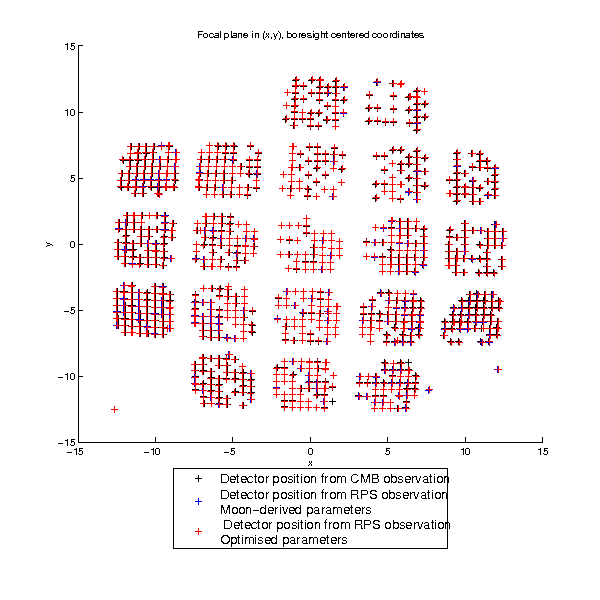 Focal plane in (x,y), boresight centered coordinates
15
10
5
0
−5
−10
−15
y
−15 −10 −5 0 5 10 15
x
Detector position from CMB observation
Detector position from RPS observation
Moon−derived parameters
Detector position from RPS observation
Optimised parameters